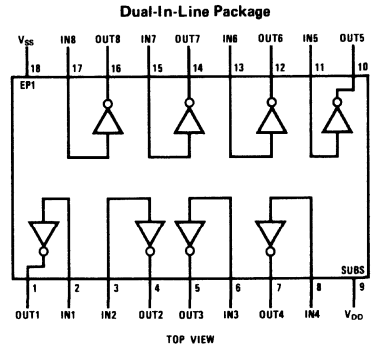 Dual-In-Line Package
VSS IN8 OUT8 IN7 OUT7 IN6 OUT6 IN5 OUT5
18 17 16 15 14 13 12 11 10
EP1
SUBS
1 2 3 4 5 6 7 8 9
OUT1 IN1 IN2 OUT2 OUT3 IN3 OUT4 IN4 VDD
TOP VIEW